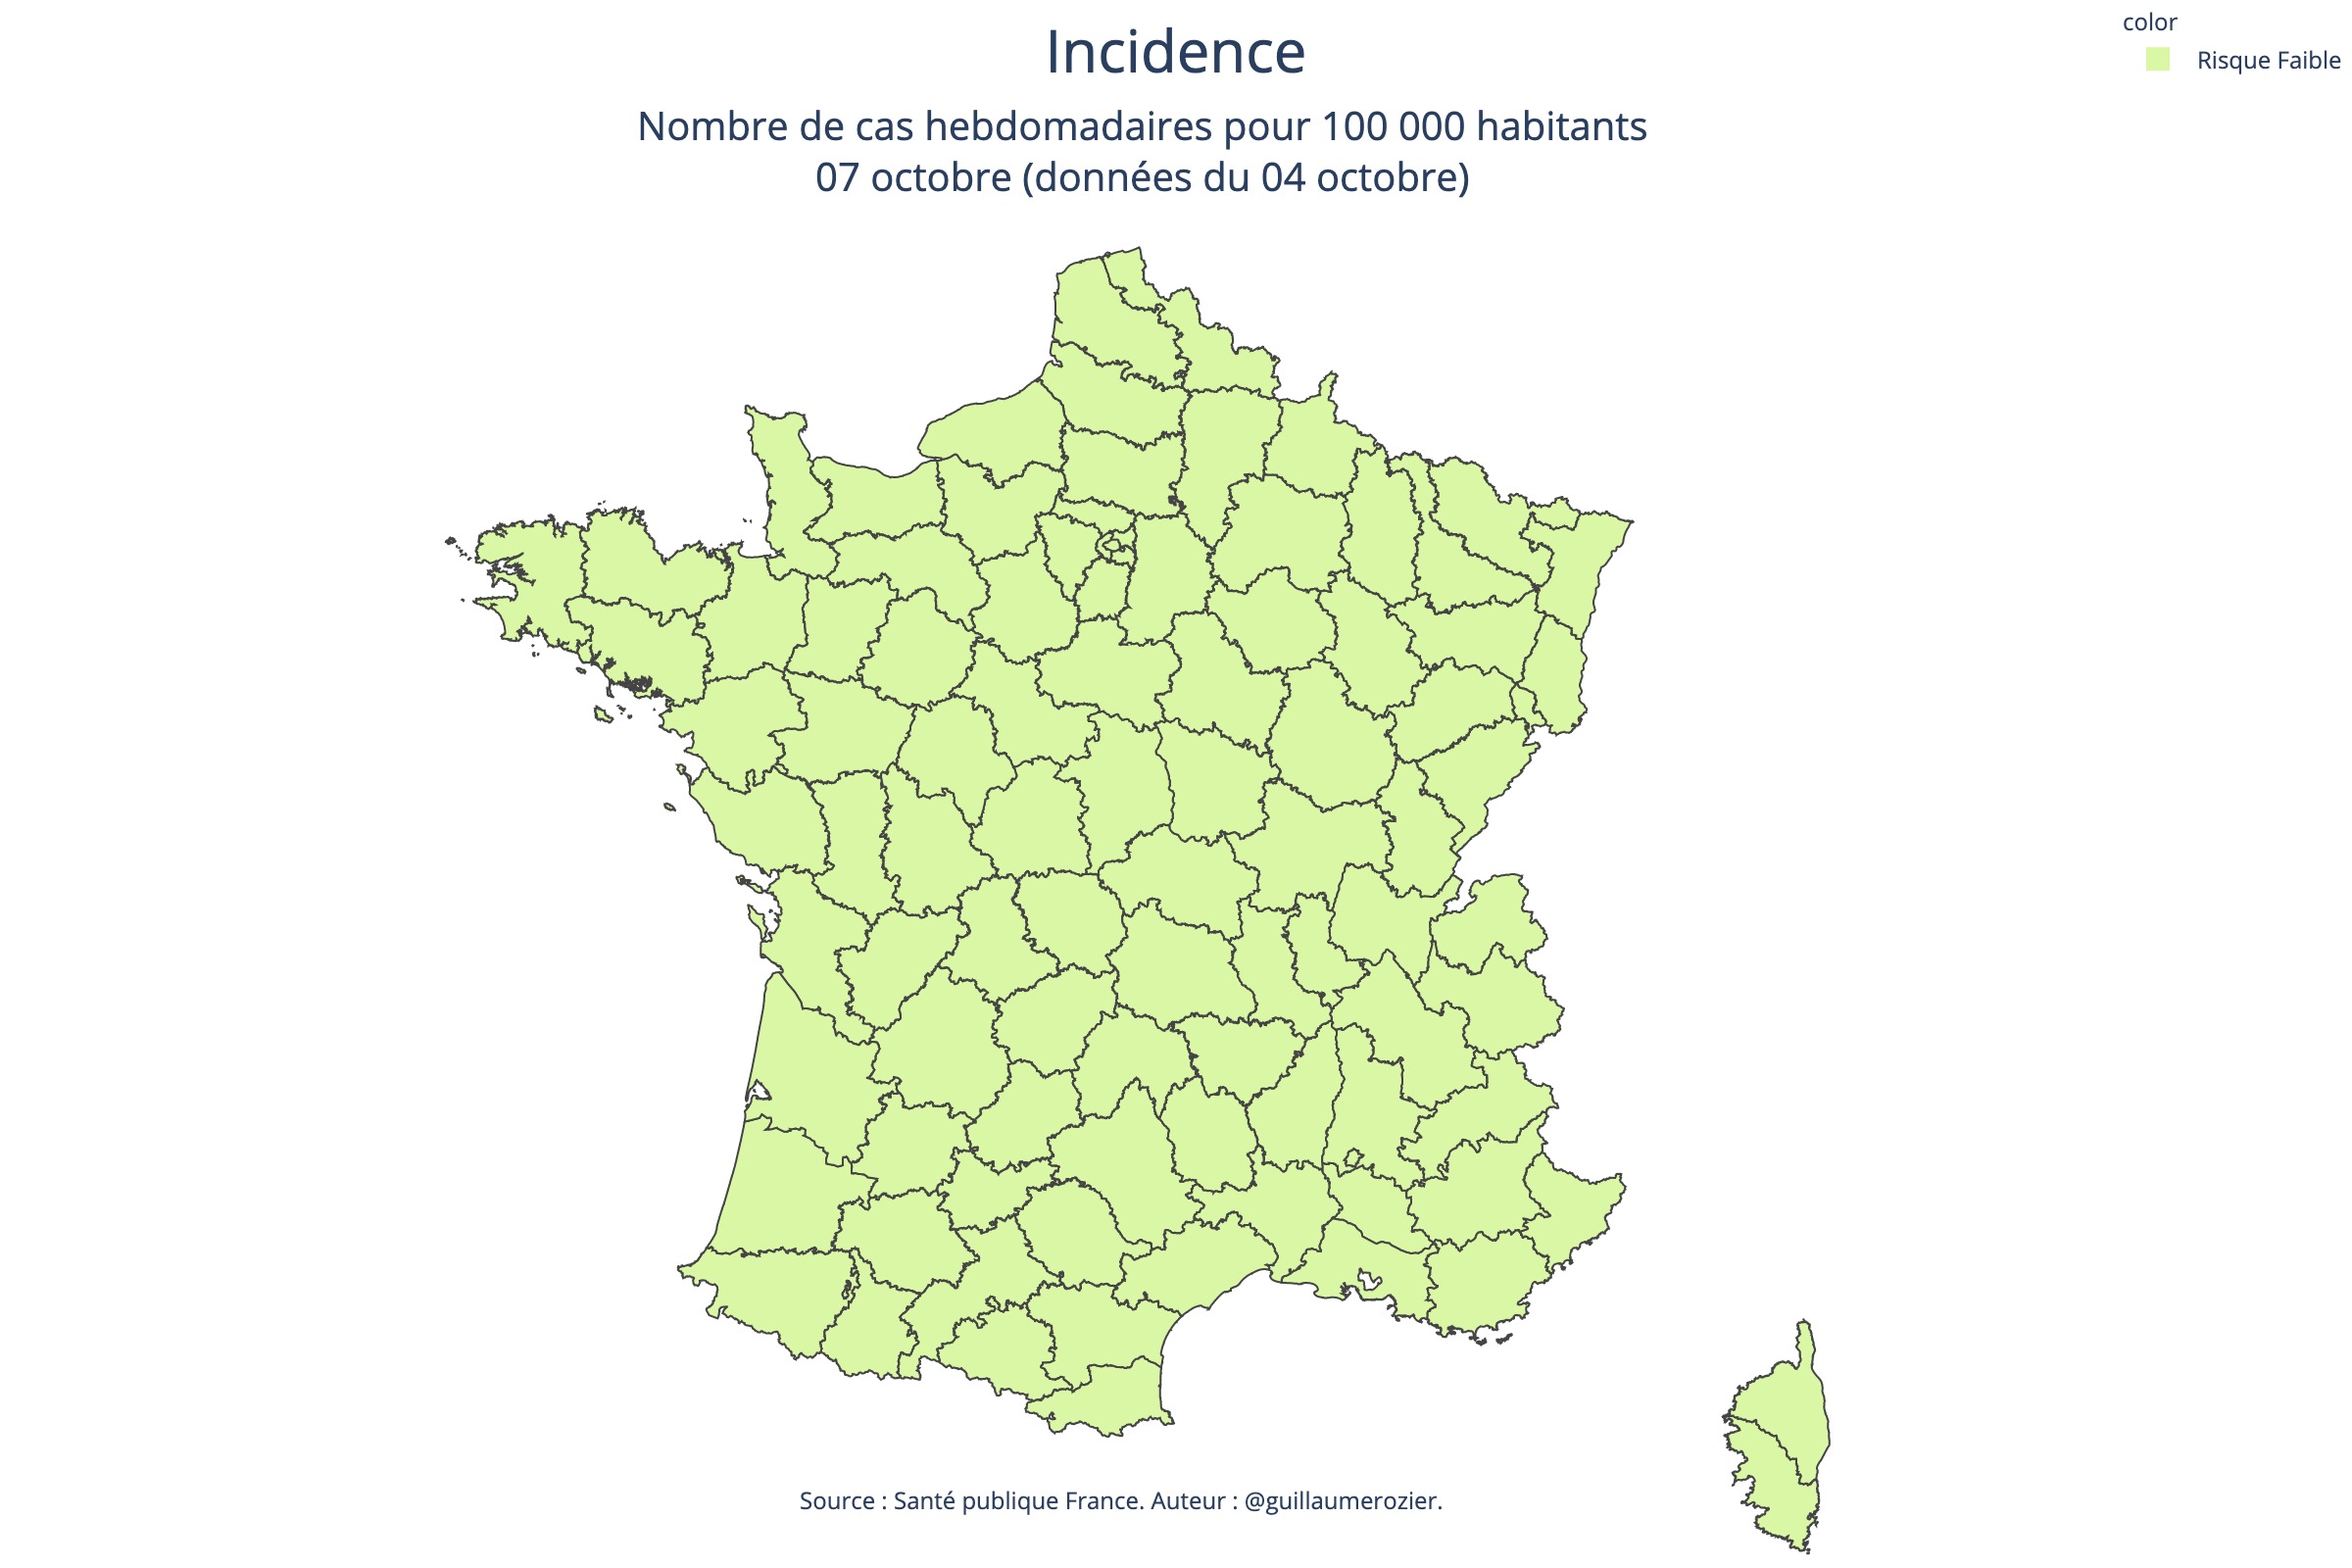 Incidence
Nombre de cas hebdomadaires pour 100 000 habitants
07 octobre (données du 04 octobre)
color
Risque Faible
Source : Santé publique France. Auteur : @guillaumerozier.